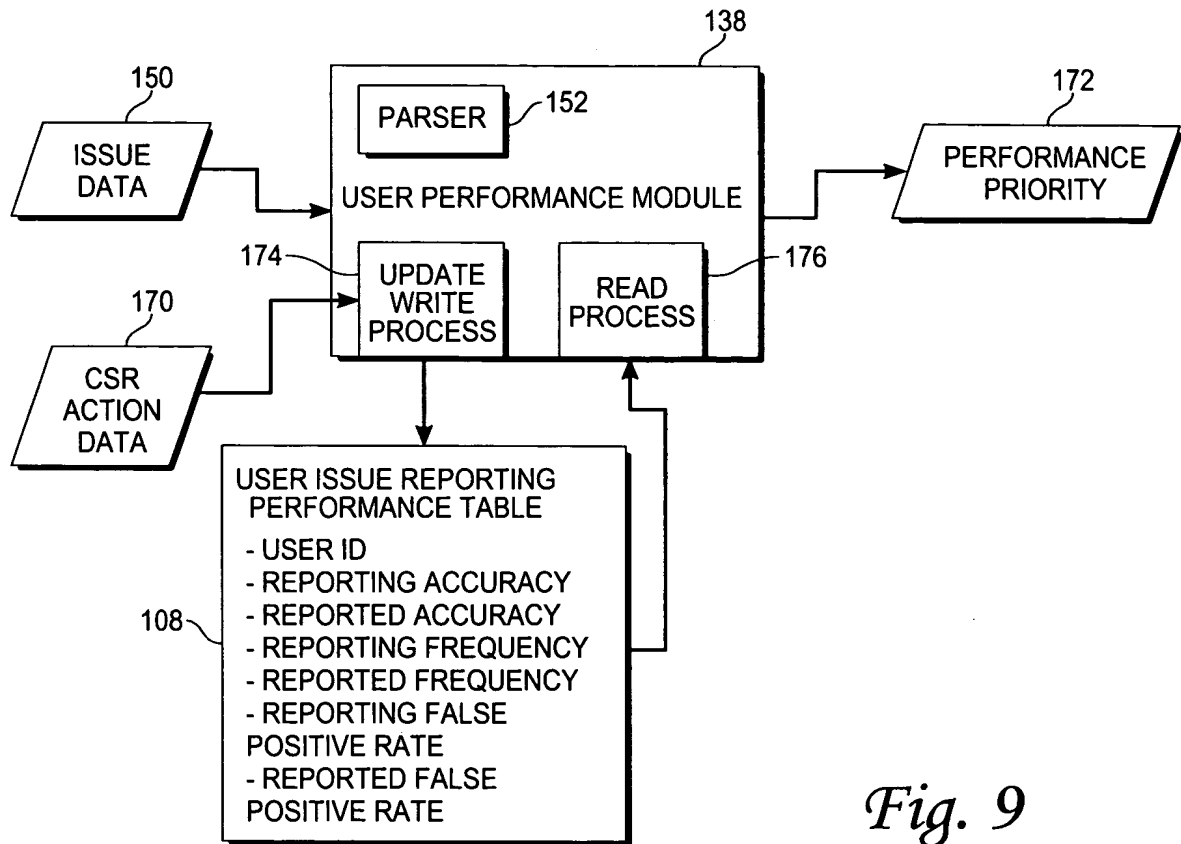 138
150
ISSUE
DATA
PARSER
152
172
PERFORMANCE
PRIORITY
USER PERFORMANCE MODULE
174
UPDATE
WRITE
PROCESS
READ
PROCESS
176
170
CSR
ACTION
DATA
USER ISSUE REPORTING
PERFORMANCE TABLE
- USER ID
- REPORTING ACCURACY
- REPORTED ACCURACY
- REPORTING FREQUENCY
- REPORTED FREQUENCY
- REPORTING FALSE
POSITIVE RATE
- REPORTED FALSE
POSITIVE RATE
108
Fig. 9